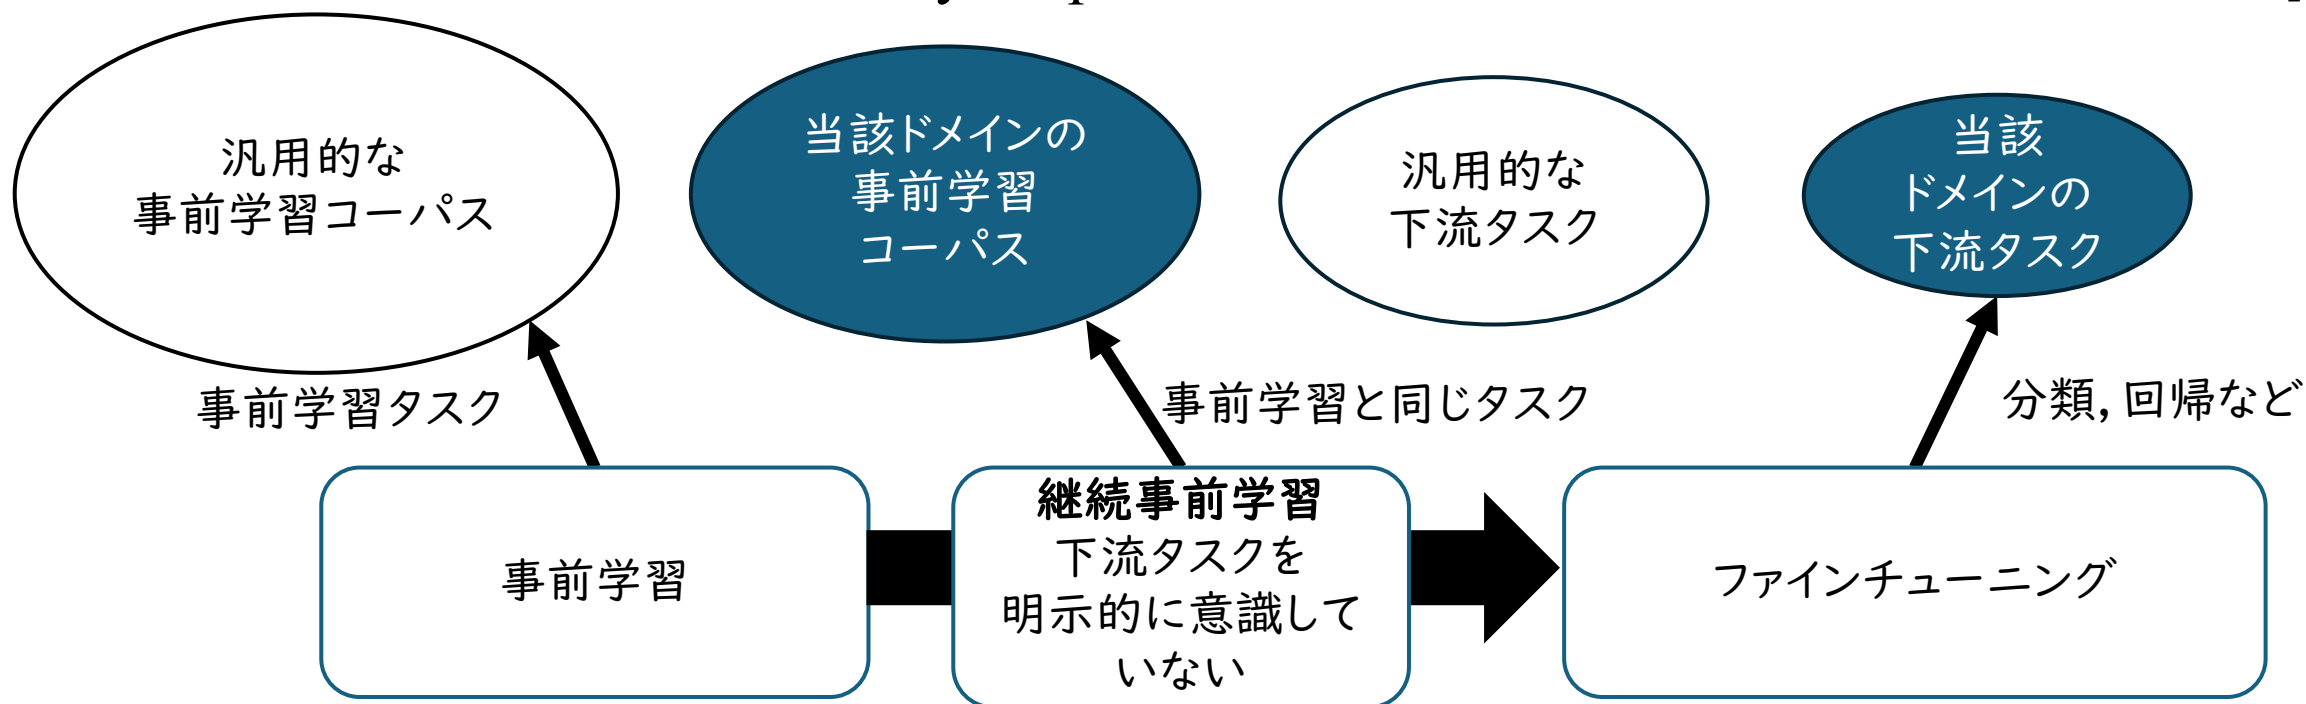 汎用的な
事前学習コーパス
当該ドメインの
事前学習
コーパス
汎用的な
下流タスク
当該
ドメインの
下流タスク
事前学習タスク
事前学習と同じタスク
分類, 回帰など
事前学習
継続事前学習
下流タスクを
明示的に意識して
いない
ファインチューニング